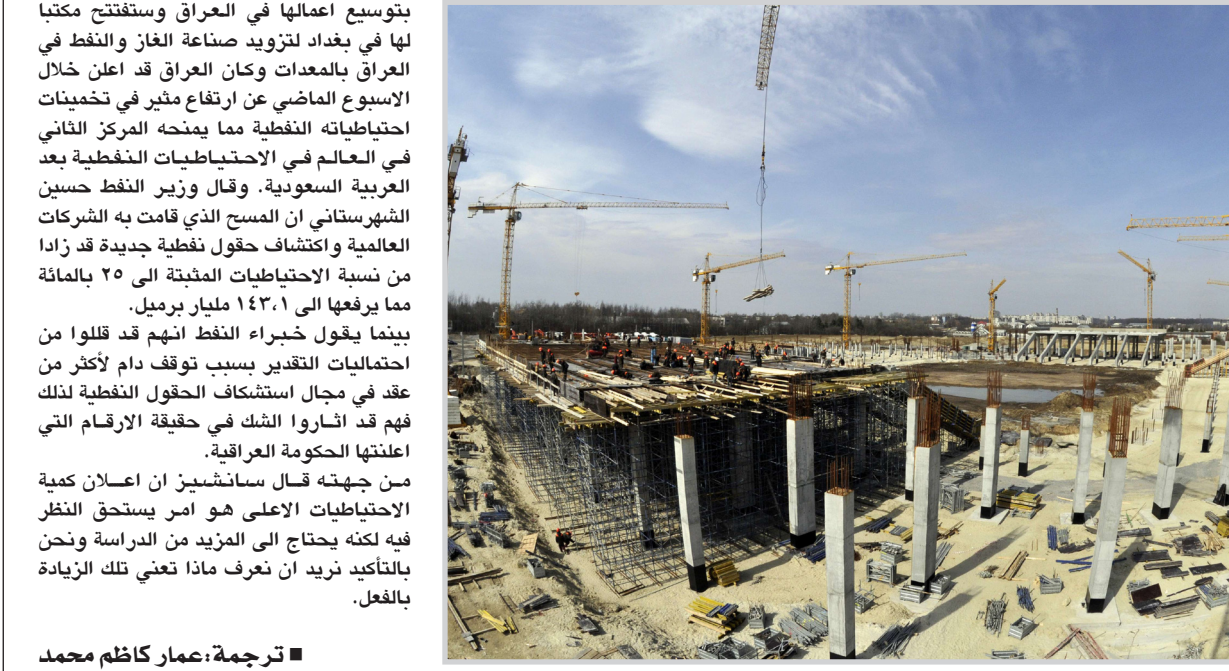 بتوسيع اعمالها في العراق وستفتتح مكتبا
لها في بغداد لتزويد صناعة الغاز والنفط في
العراق بالمعدات وكان العراق قد اعلن خلال
الاسبوع الماضي عن ارتفاع مثير في تخمينات
احتياطياته النفطية مما يمنحه المركز الثاني
في العالم في الاحتياطيات النفطية بعد
العربية السعودية. وقال وزير النفط حسين
الشهرستاني ان المسح الذي قامت به الشركات
العالمية واكتشاف حقول نفطية جديدة قد زادا
من نسبة الاحتياطيات المثبتة الى ٢٥ بالمائة
مما يرفعها الى ١٤٣،١ مليار برميل.
بينما يقول خبراء النفط انهم قد قللوا من
احتماليات التقدير بسبب توقف دام لأكثر من
عقد في مجال استشكاف الحقول النفطية لذلك
فهم قد اثاروا الشك في حقيقة الارقام التي
اعلنتها الحكومة العراقية.
من جهته قال سانشيز ان اعلان كمية
الاحتياطيات الاعلى هو امر يستحق النظر
فيه لكنه يحتاج الى المزيد من الدراسة ونحن
بالتأكيد نريد ان نعرف ماذا تعني تلك الزيادة
بالفعل.
■ ترجمة:عمار كاظم محمد